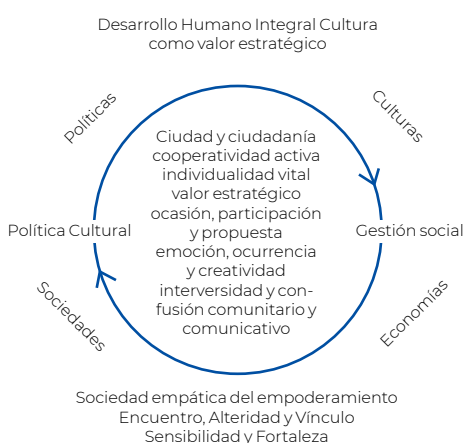 Desarrollo Humano Integral Cultura
como valor estratégico
Políticas
Culturas
Ciudad y ciudadanía
cooperatividad activa
individualidad vital
valor estratégico
ocasión, participación
y propuesta
emoción, ocurrencia
y creatividad
interversidad y con-
fusión comunitario y
comunicativo
Política Cultural
Gestión social
Sociedades
Economías
Sociedad empática del empoderamiento
Encuentro, Alteridad y Vínculo
Sensibilidad y Fortaleza